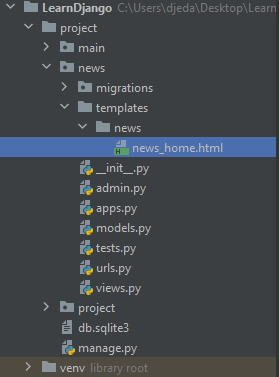 LearnDjango C:\Users\djeda\Desktop\Learn
project
main
news
migrations
templates
news
news_home.html
__init__.py
admin.py
apps.py
models.py
tests.py
urls.py
views.py
project
db.sqlite3
manage.py
venv library root